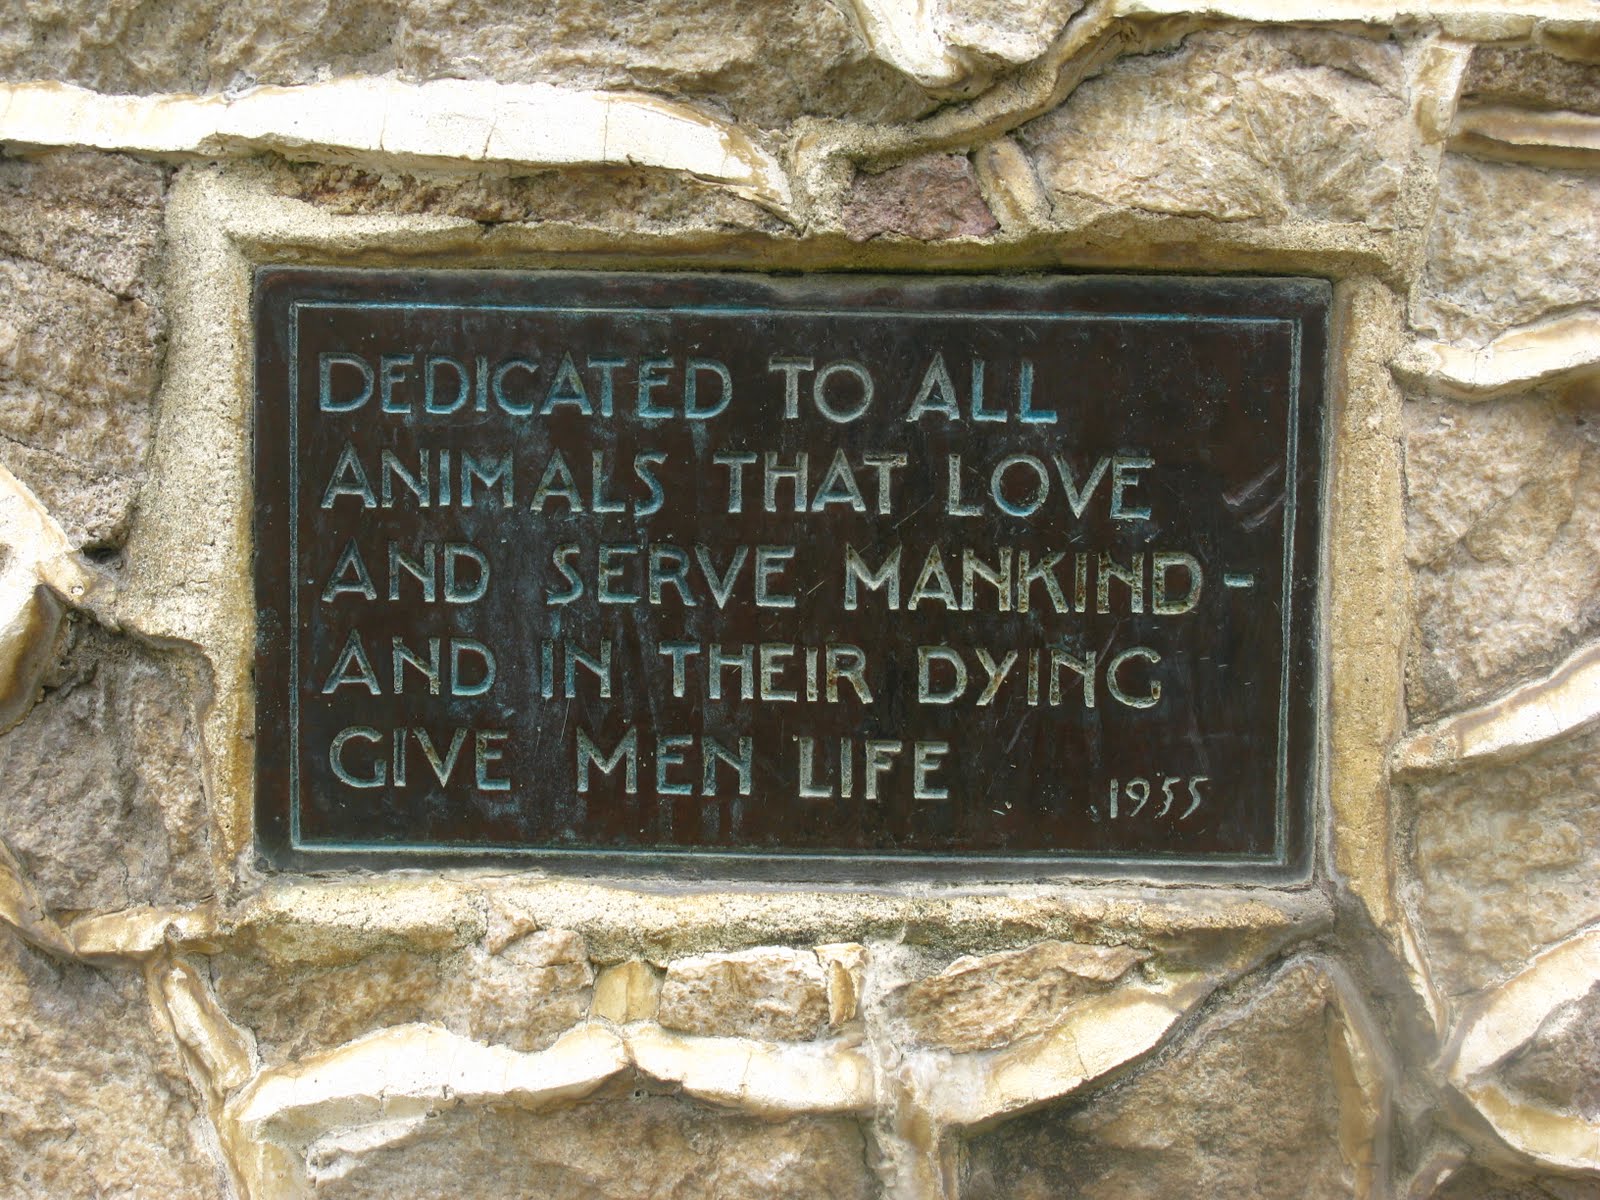 DEDICATED TO ALL
ANIMALS THAT LOVE
AND SERVE MANKIND -
AND IN THEIR DYING
GIVE MEN LIFE 1955